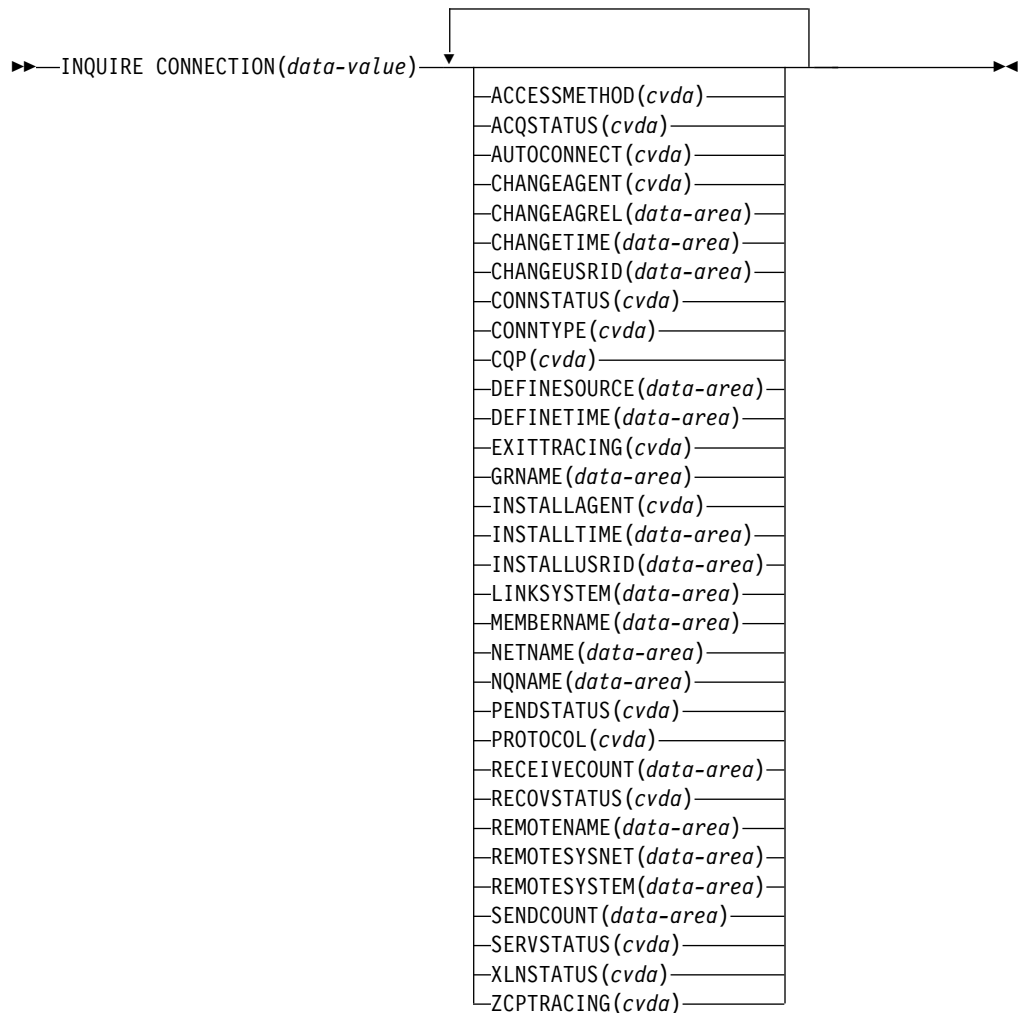 INQUIRE CONNECTION(data-value)
ACCESSMETHOD(cvda)
ACQSTATUS(cvda)
AUTOCONNECT(cvda)
CHANGEAGENT(cvda)
CHANGEAGREL(data-area)
CHANGETIME(data-area)
CHANGEUSRID(data-area)
CONNSTATUS(cvda)
CONNTYPE(cvda)
CQP(cvda)
DEFINESOURCE(data-area)
DEFINETIME(data-area)
EXITTRACING(cvda)
GRNAME(data-area)
INSTALLAGENT(cvda)
INSTALLTIME(data-area)
INSTALLUSRID(data-area)
LINKSYSTEM(data-area)
MEMBERNAME(data-area)
NETNAME(data-area)
NQNAME(data-area)
PENDSTATUS(cvda)
PROTOCOL(cvda)
RECEIVECOUNT(data-area)
RECOVSTATUS(cvda)
REMOTENAME(data-area)
REMOTESYSNET(data-area)
REMOTESYSTEM(data-area)
SENDCOUNT(data-area)
SERVSTATUS(cvda)
XLNSTATUS(cvda)
ZCPTRACING(cvda)